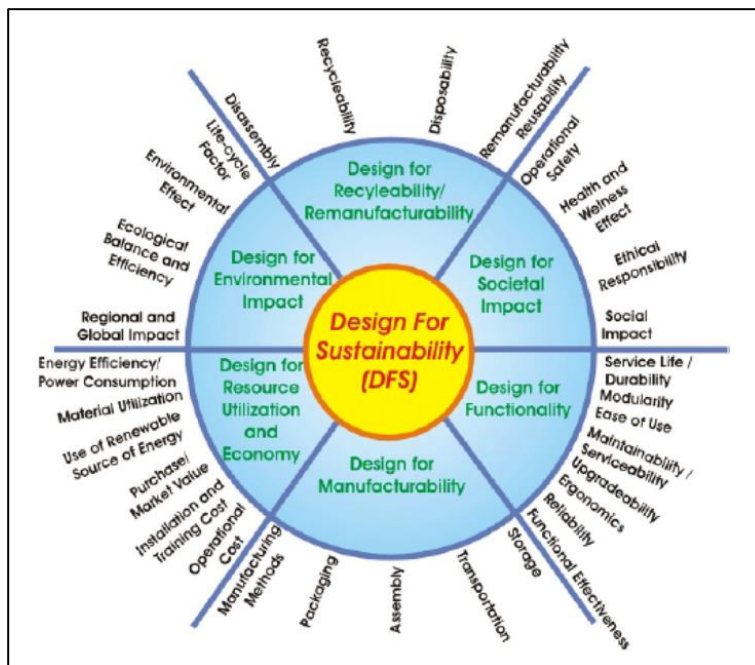 Recycleability
Disposability
Remanufacturability
Reusability
Disassembly
Life-cycle
Factor
Environmental
Effect
Ecological
Balance and
Efficiency
Regional and
Global Impact
Operational
Safety
Health and
Welness
Effect
Ethical
Responsibility
Social
Impact
Design for
Recyleability/
Remanufacturability
Design for
Environmental
Impact
Design for
Societal
Impact
Design For
Sustainability
(DFS)
Design for
Resource
Utilization
and
Economy
Design for
Functionality
Design for
Manufacturability
Energy Efficiency/
Power Consumption
Material Utilization
Use of Renewable
Source of Energy
Purchase/
Market Value
Installation and
Training Cost
Operational
Cost
Manufacturing
Methods
Packaging
Assembly
Transportation
Storage
Service Life /
Durability
Modularity
Ease of Use
Maintainability /
Serviceability
Upgradeability
Ergonomics
Reliability
Functional Effectiveness